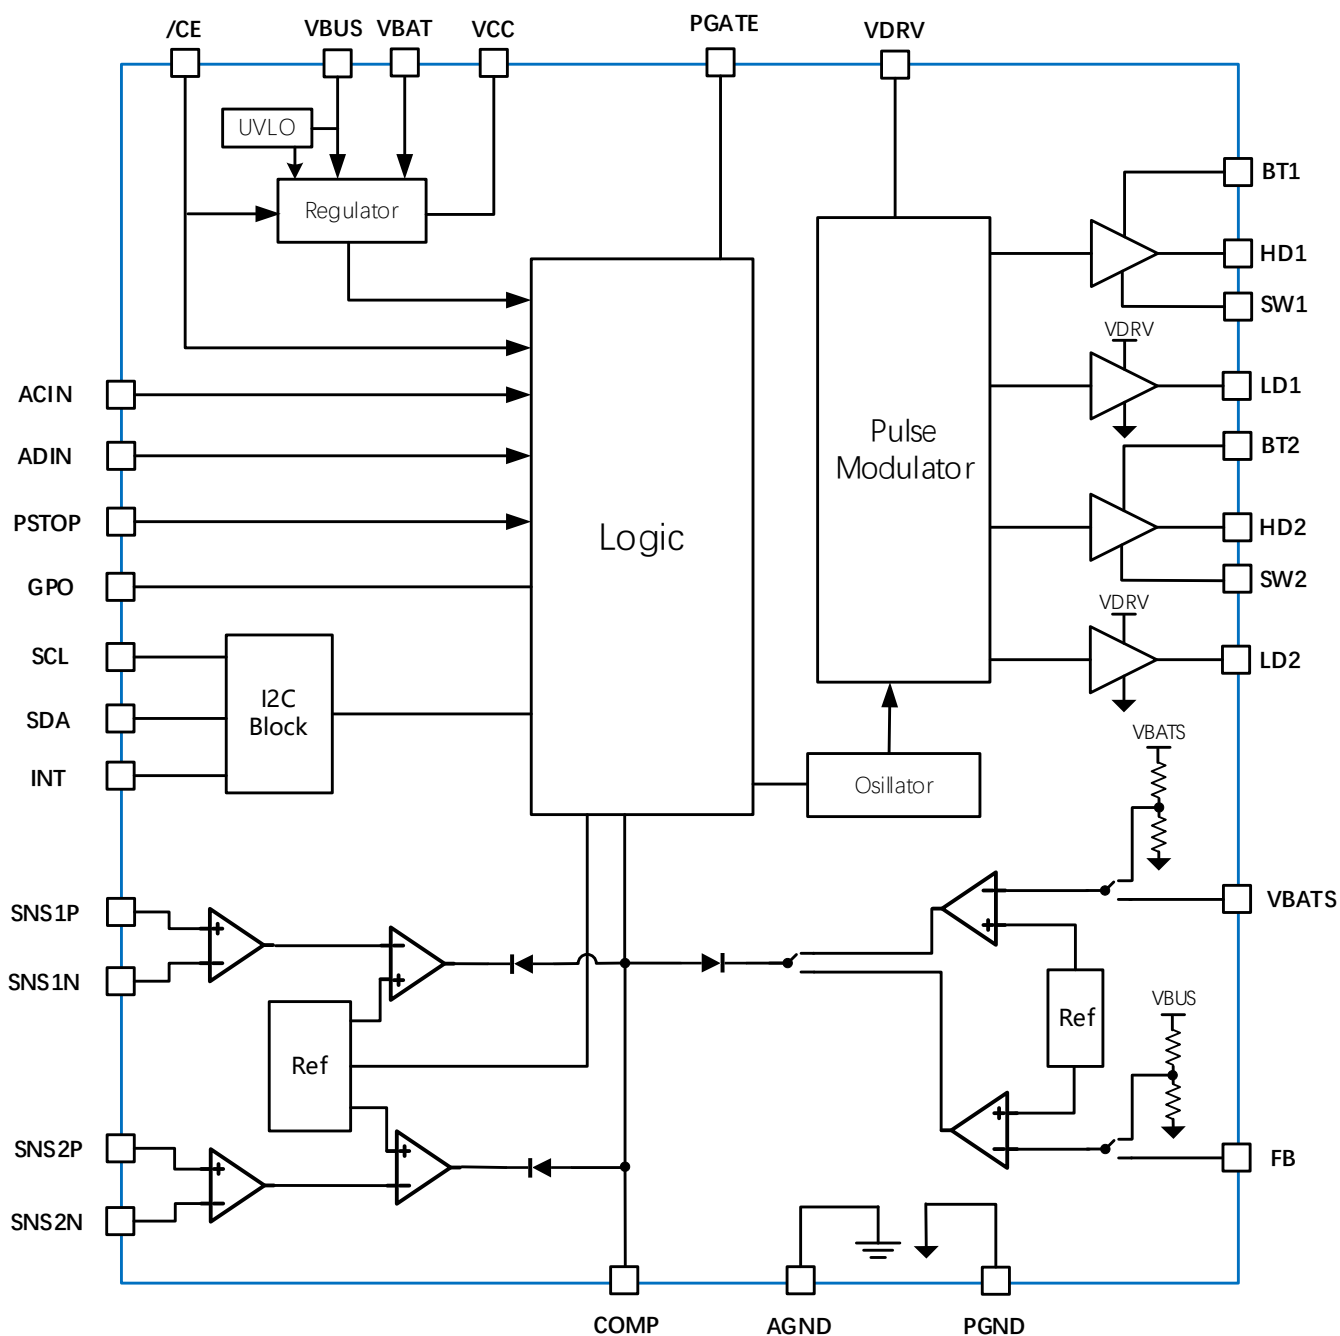 /CE
VBUS
VBAT
VCC
PGATE
VDRV
UVLO
Regulator
BT1
HD1
SW1
VDRV
LD1
ACIN
ADIN
PSTOP
GPO
Logic
Pulse
Modulator
BT2
HD2
SW2
VDRV
LD2
SCL
SDA
INT
I2C
Block
Osillator
VBATS
VBATS
SNS1P
+
−
SNS1N
−
+
−
+
Ref
Ref
VBUS
+
−
FB
SNS2P
+
−
SNS2N
+
−
COMP
AGND
PGND